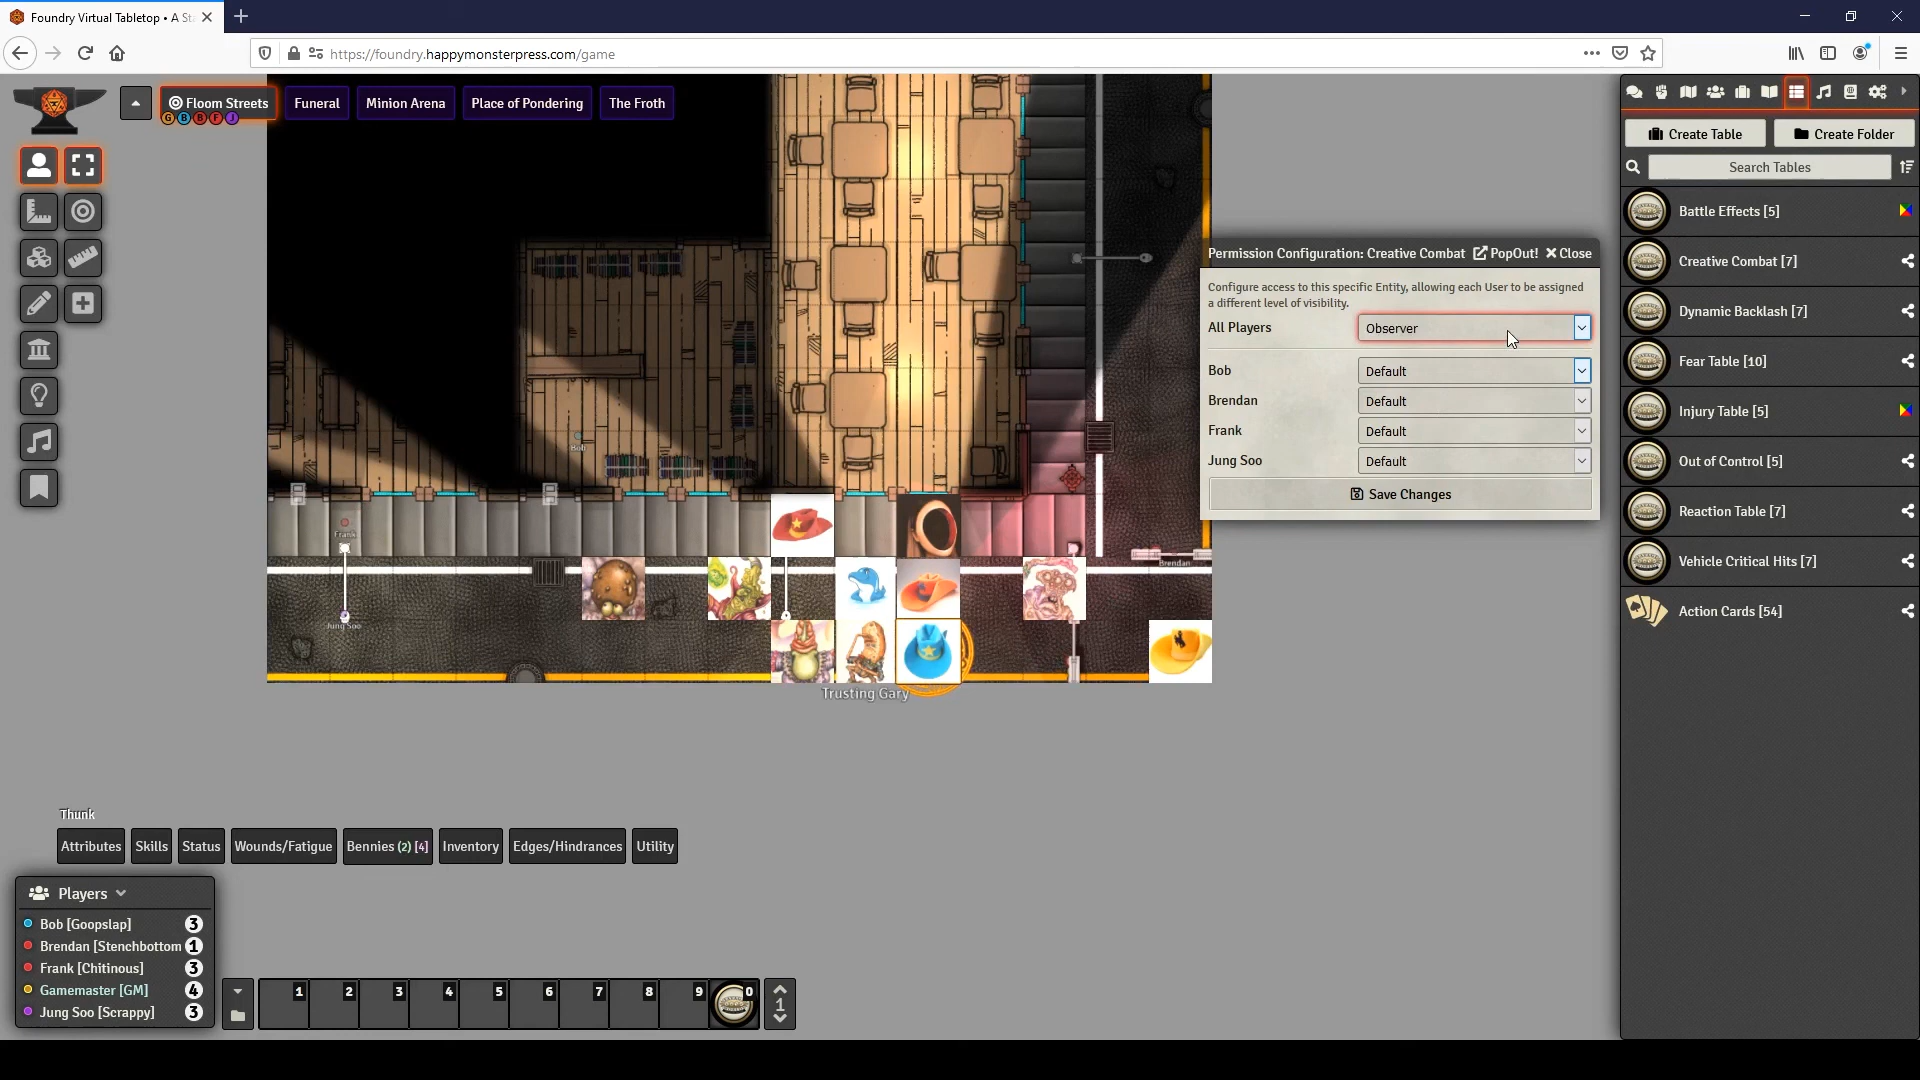 Foundry Virtual Tabletop • A St
https://foundry.happymonsterpress.com/game
Floom Streets
Funeral
Minion Arena
Place of Pondering
The Froth
G B B F J
Create Table
Create Folder
Search Tables
Battle Effects [5]
Creative Combat [7]
Dynamic Backlash [7]
Fear Table [10]
Injury Table [5]
Out of Control [5]
Reaction Table [7]
Vehicle Critical Hits [7]
Action Cards [54]
Permission Configuration: Creative Combat
PopOut!
Close
Configure access to this specific Entity, allowing each User to be assigned
a different level of visibility.
All Players
Observer
Bob
Default
Brendan
Default
Frank
Default
Jung Soo
Default
Save Changes
Bob
Frank
Brendan
Jung Soo
Trusting Gary
Thunk
Attributes
Skills
Status
Wounds/Fatigue
Bennies (2) [4]
Inventory
Edges/Hindrances
Utility
Players
Bob [Goopslap] 3
Brendan [Stenchbottom 1
Frank [Chitinous] 3
Gamemaster [GM] 4
Jung Soo [Scrappy] 3
1 2 3 4 5 6 7 8 9 0
1